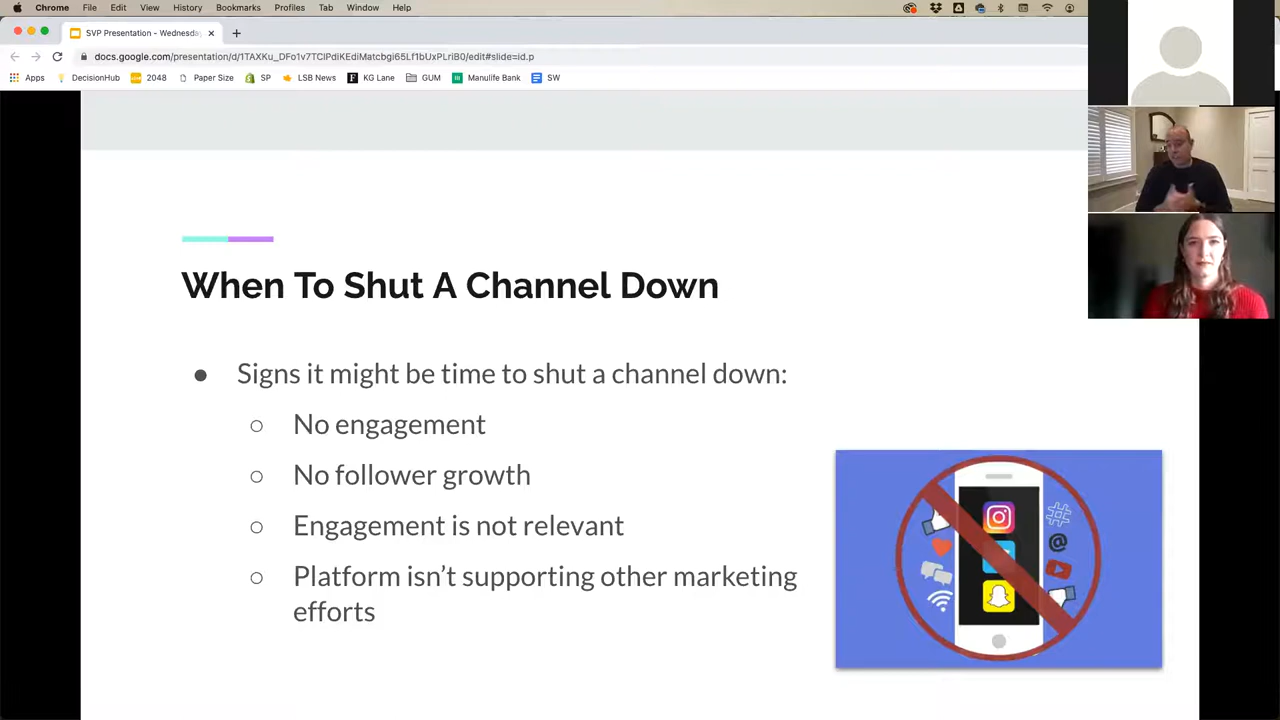 Chrome File Edit View History Bookmarks Profiles Tab Window Help
SVP Presentation - Wednesda
docs.google.com/presentation/d/1TAXKu_DFo1v7TClPdiKEdiMatcbgi65Lf1bUxPLriB0/edit#slide=id.p
Apps DecisionHub 2048 Paper Size SP LSB News KG Lane GUM Manulife Bank SW
When To Shut A Channel Down
● Signs it might be time to shut a channel down:
○ No engagement
○ No follower growth
○ Engagement is not relevant
○ Platform isn’t supporting other marketing
efforts
#
@